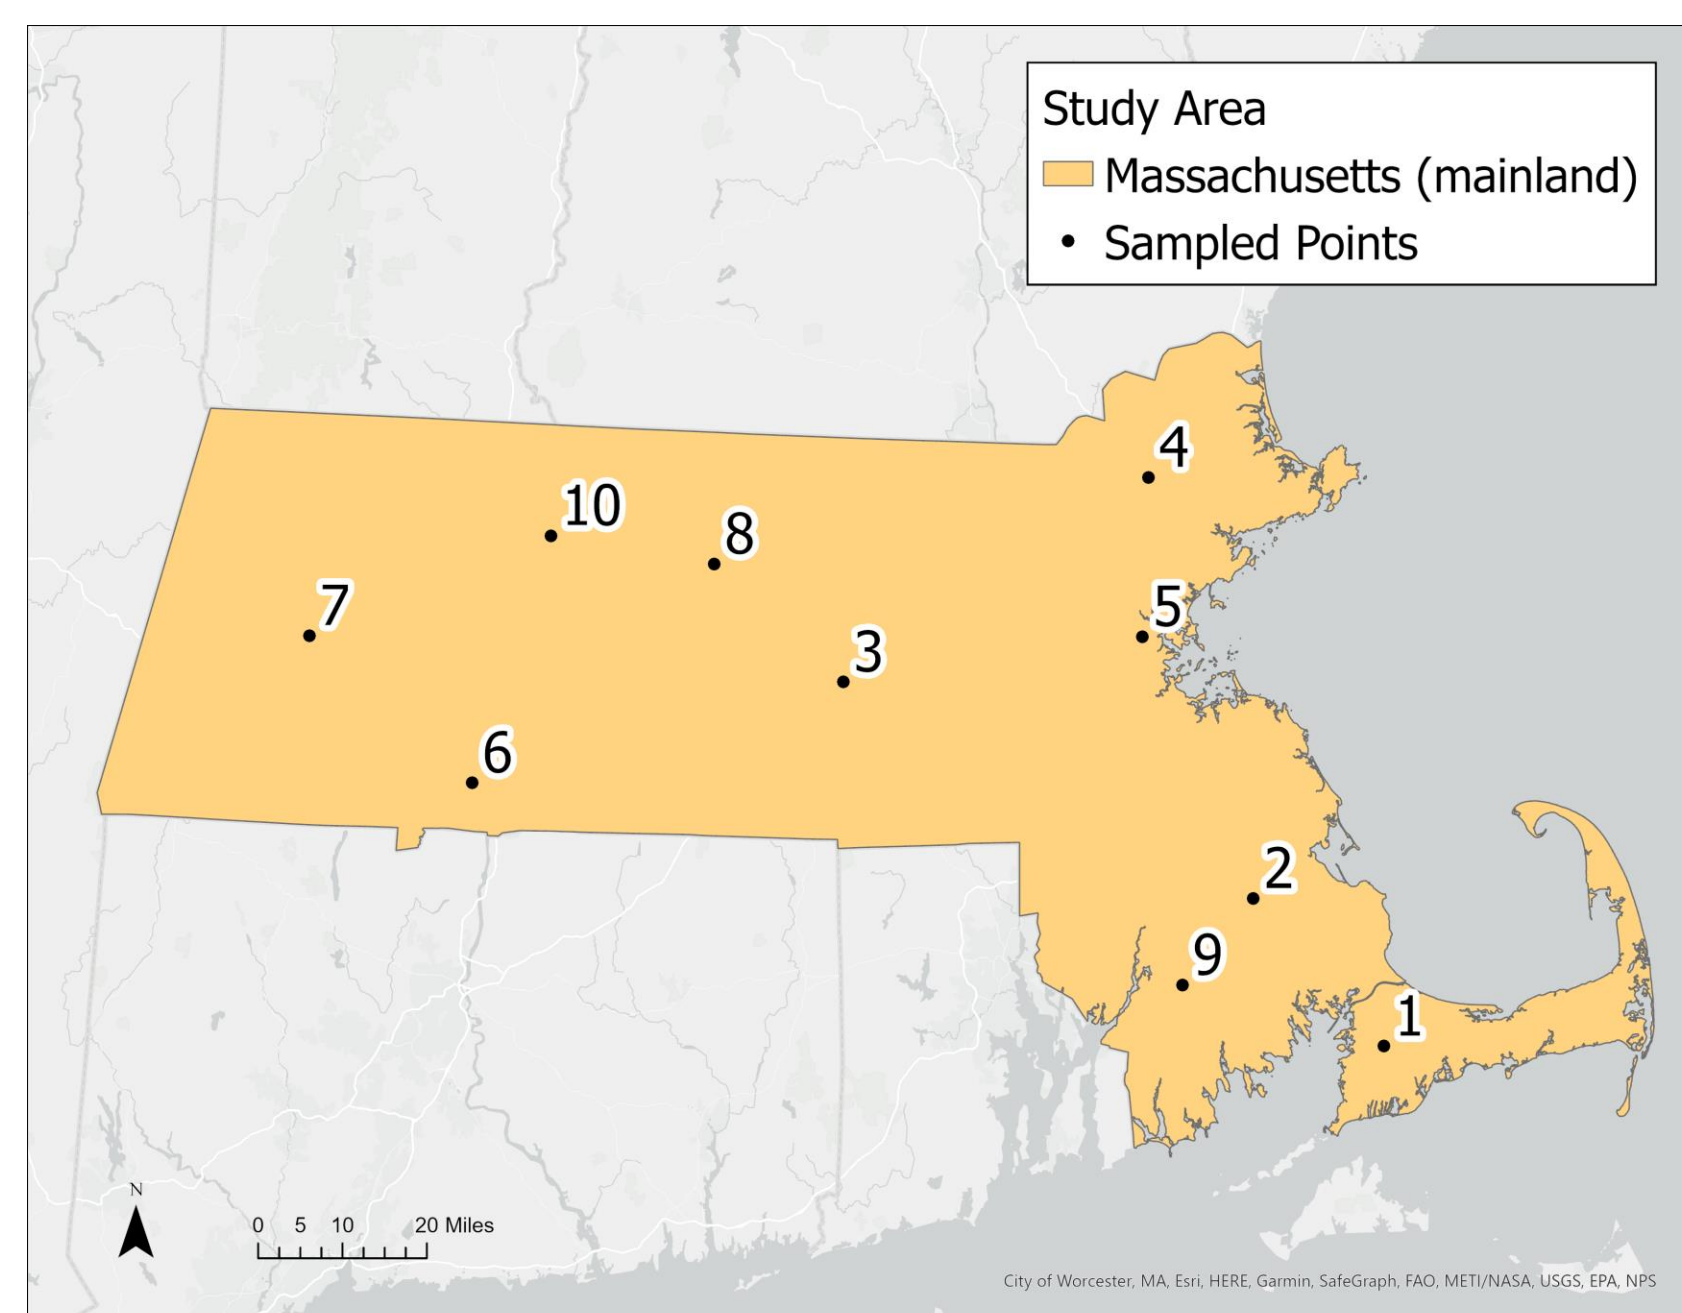 Study Area
Massachusetts (mainland)
Sampled Points
4
10
8
7
5
3
6
2
9
1
N
0 5 10 20 Miles
City of Worcester, MA, Esri, HERE, Garmin, SafeGraph, FAO, METI/NASA, USGS, EPA, NPS